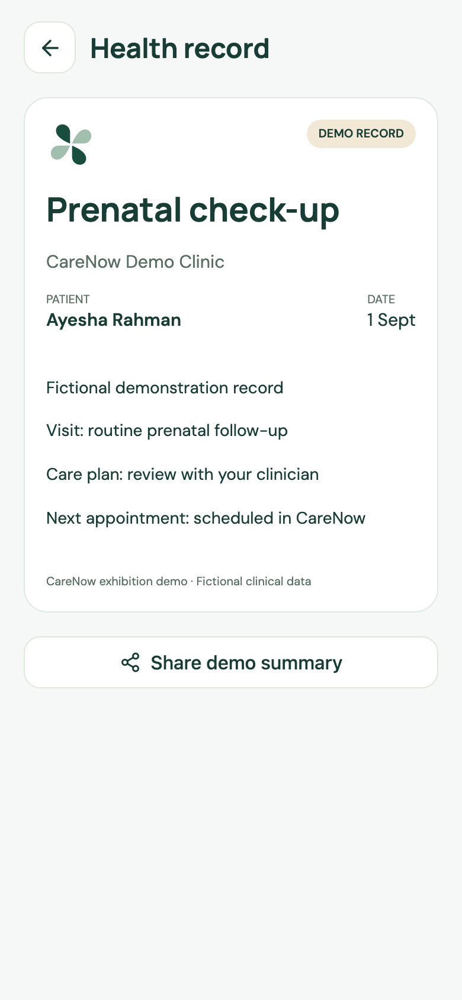 Health record
DEMO RECORD
Prenatal check-up
CareNow Demo Clinic
PATIENT
Ayesha Rahman
DATE
1 Sept
Fictional demonstration record
Visit: routine prenatal follow-up
Care plan: review with your clinician
Next appointment: scheduled in CareNow
CareNow exhibition demo · Fictional clinical data
Share demo summary